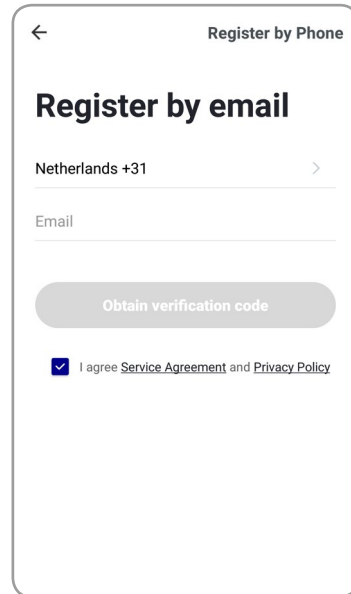 Register by Phone
Register by email
Netherlands +31
Email
Obtain verification code
I agree Service Agreement and Privacy Policy